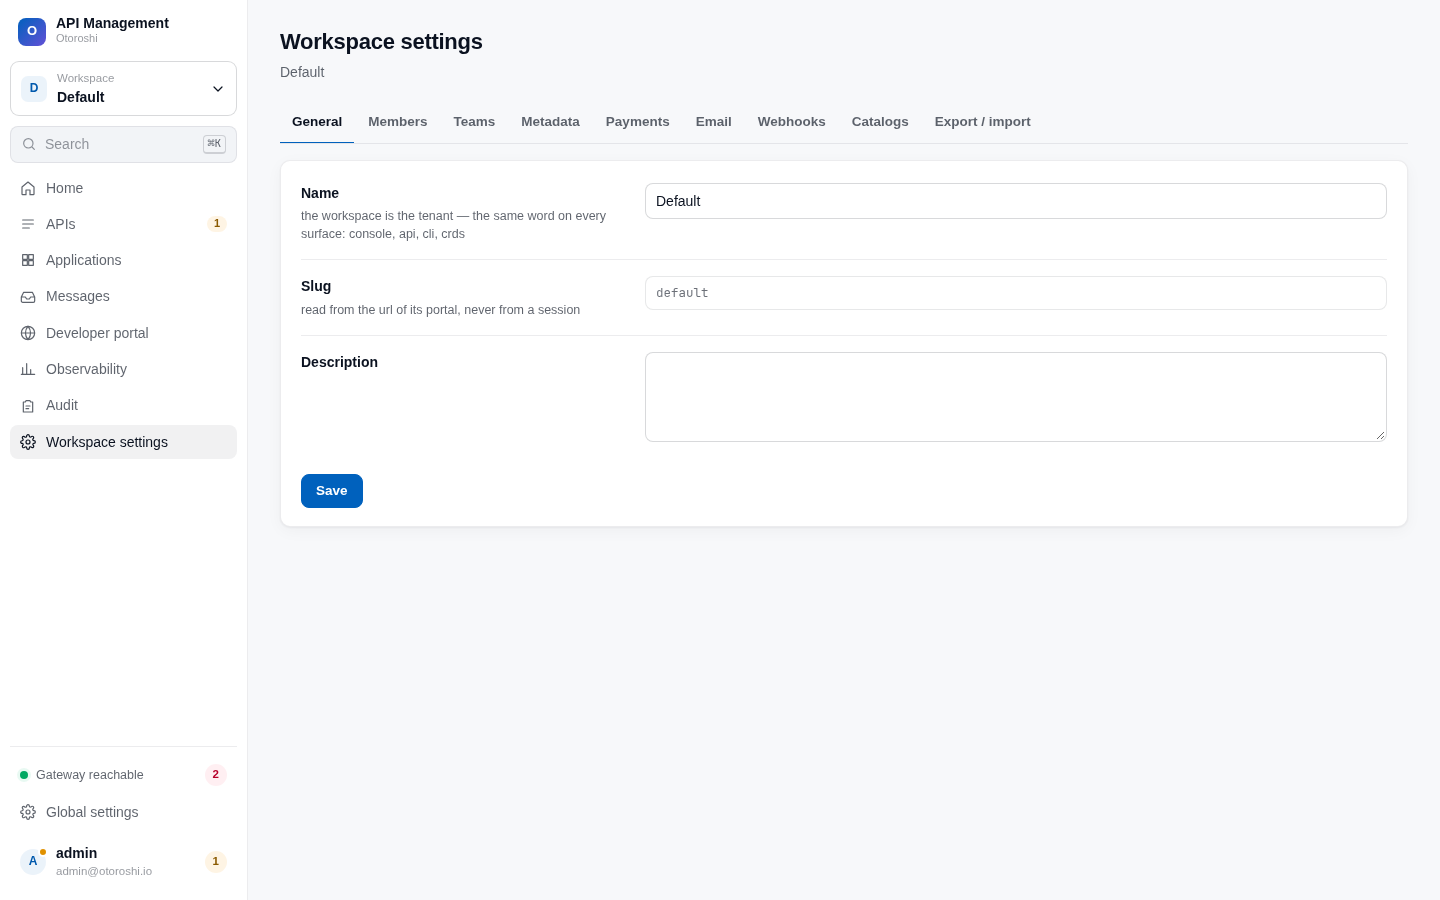 O
API Management
Otoroshi
D
Workspace
Default
Search
⌘K
Home
APIs
1
Applications
Messages
Developer portal
Observability
Audit
Workspace settings
Gateway reachable
2
Global settings
A
admin
admin@otoroshi.io
1
Workspace settings
Default
General Members Teams Metadata Payments Email Webhooks Catalogs Export / import
Name
the workspace is the tenant — the same word on every
surface: console, api, cli, crds
Default
Slug
read from the url of its portal, never from a session
default
Description
Save